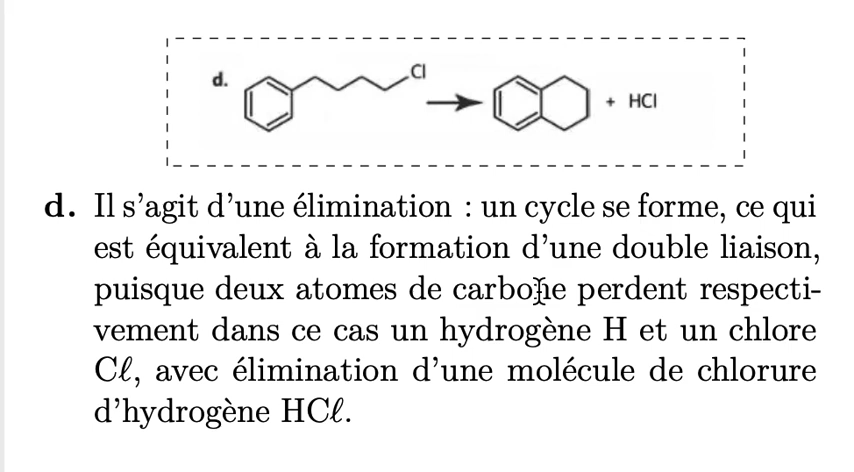 d.
Cl
+ HCl
d. Il s'agit d'une élimination : un cycle se forme, ce qui
est équivalent à la formation d'une double liaison,
puisque deux atomes de carbone perdent respecti-
vement dans ce cas un hydrogène H et un chlore
Cℓ, avec élimination d'une molécule de chlorure
d'hydrogène HCℓ.